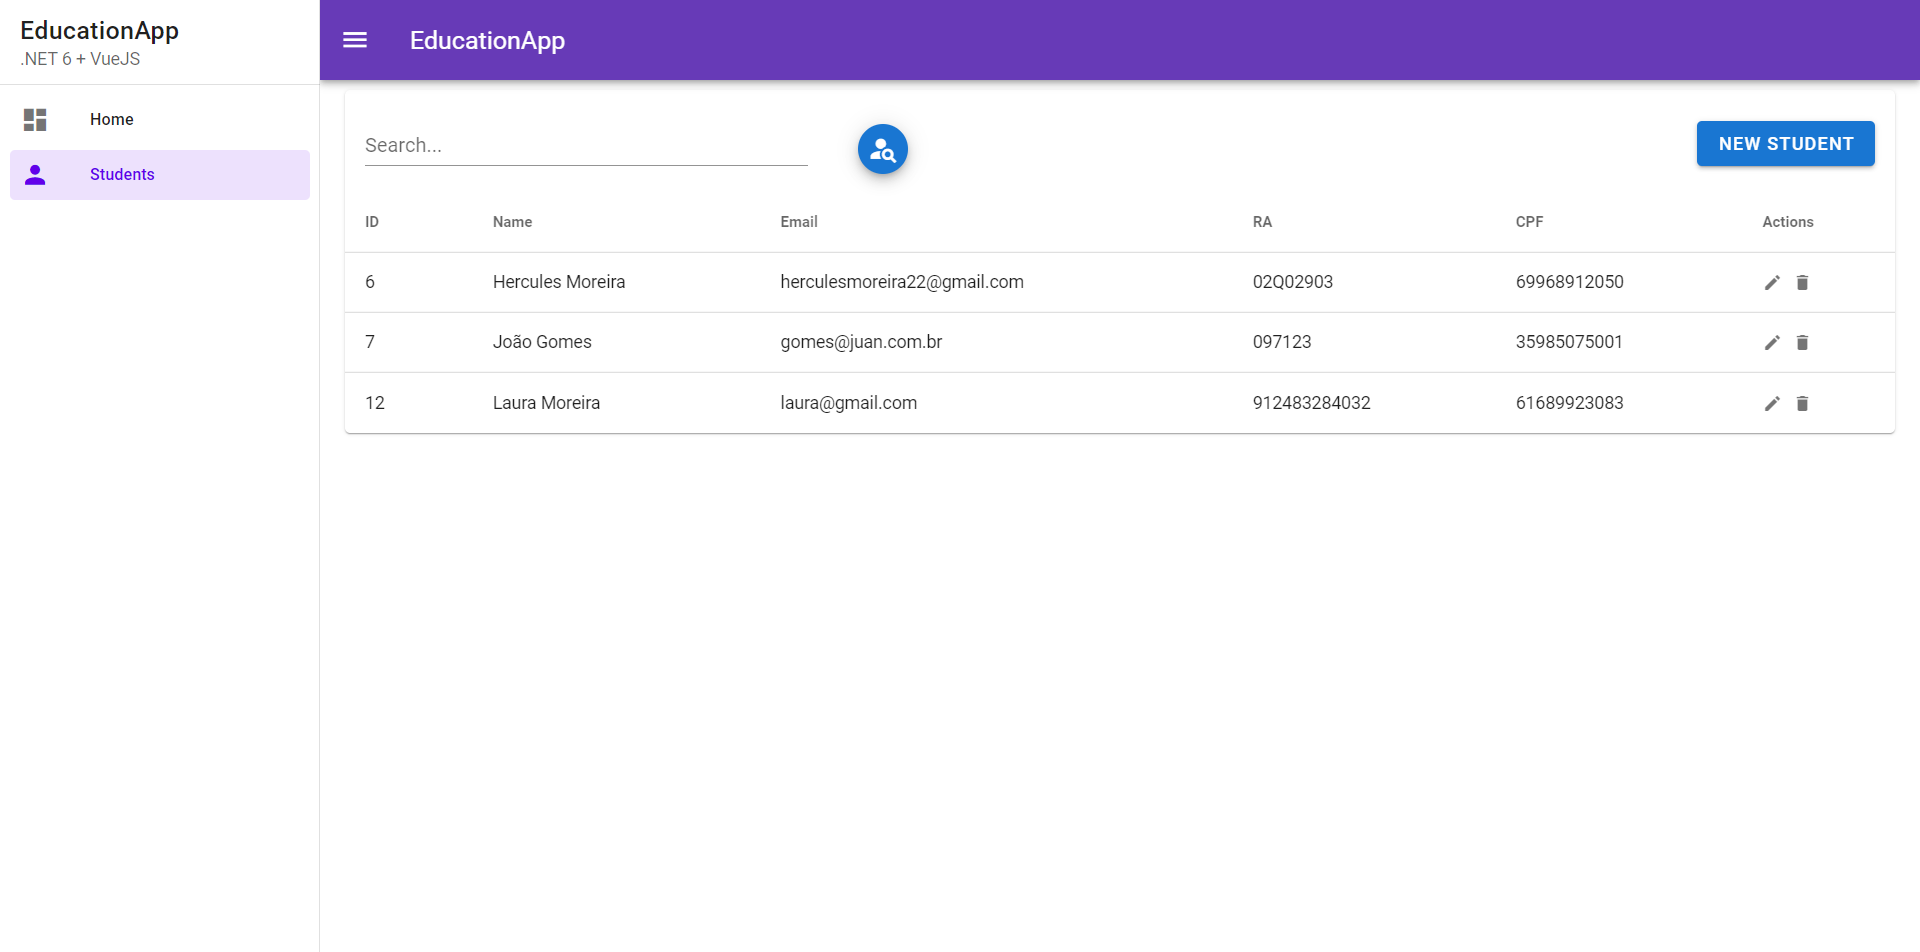 EducationApp
.NET 6 + VueJS
Home
Students
EducationApp
Search...
NEW STUDENT
ID Name Email RA CPF Actions
6 Hercules Moreira herculesmoreira22@gmail.com 02Q02903 69968912050
7 João Gomes gomes@juan.com.br 097123 35985075001
12 Laura Moreira laura@gmail.com 912483284032 61689923083